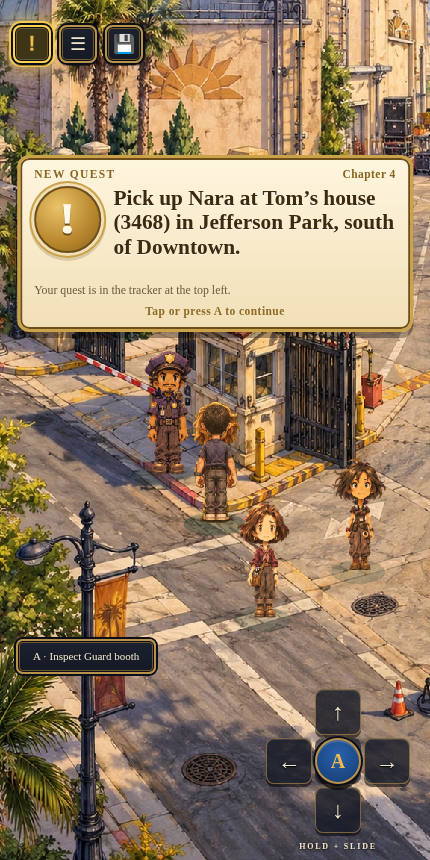 !
☰
💾
NEW QUEST
Chapter 4
!
Pick up Nara at Tom’s house
(3468) in Jefferson Park, south
of Downtown.
Your quest is in the tracker at the top left.
Tap or press A to continue
A · Inspect Guard booth
↑
← A →
↓
HOLD + SLIDE